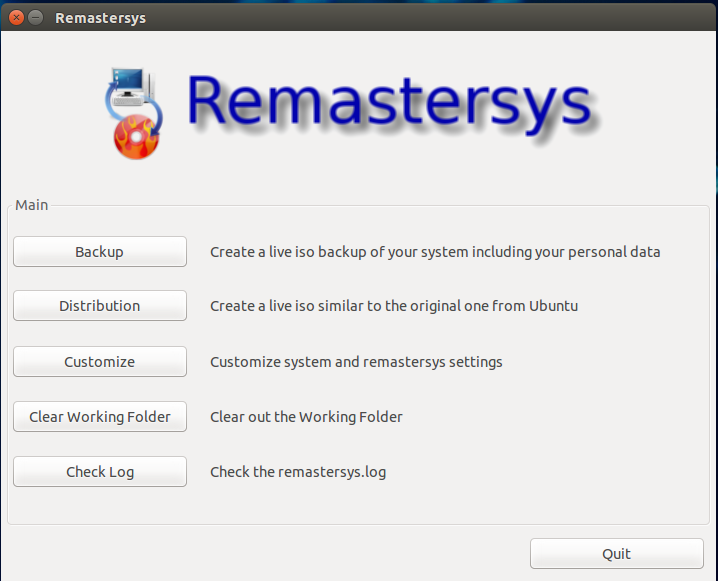 Remastersys
Remastersys
Main
Backup Create a live iso backup of your system including your personal data
Distribution Create a live iso similar to the original one from Ubuntu
Customize Customize system and remastersys settings
Clear Working Folder Clear out the Working Folder
Check Log Check the remastersys.log
Quit